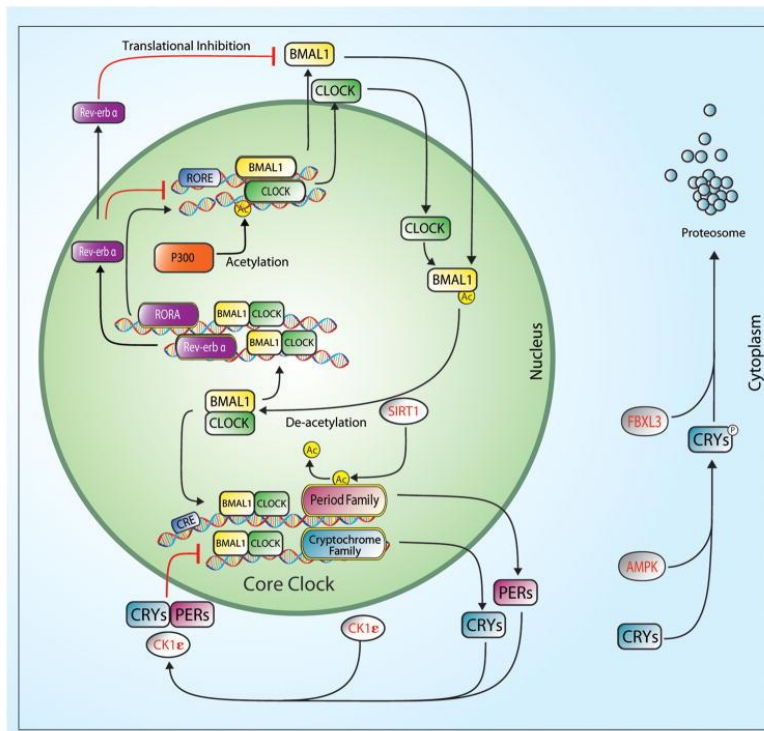 Translational Inhibition
BMAL1
CLOCK
Rev-erb α
RORE
BMAL1
CLOCK
Ac
P300
Acetylation
Rev-erb α
CLOCK
BMAL1
Ac
RORA
BMAL1 CLOCK
Rev-erb α
BMAL1 CLOCK
BMAL1
CLOCK
De-acetylation
SIRT1
Ac
Ac
Period Family
BMAL1 CLOCK
CRE
BMAL1 CLOCK
Cryptochrome
Family
Core Clock
Nucleus
CRYs PERs
CK1ε
CK1ε
PERs
CRYs
Proteosome
Cytoplasm
FBXL3
CRYs
P
AMPK
CRYs